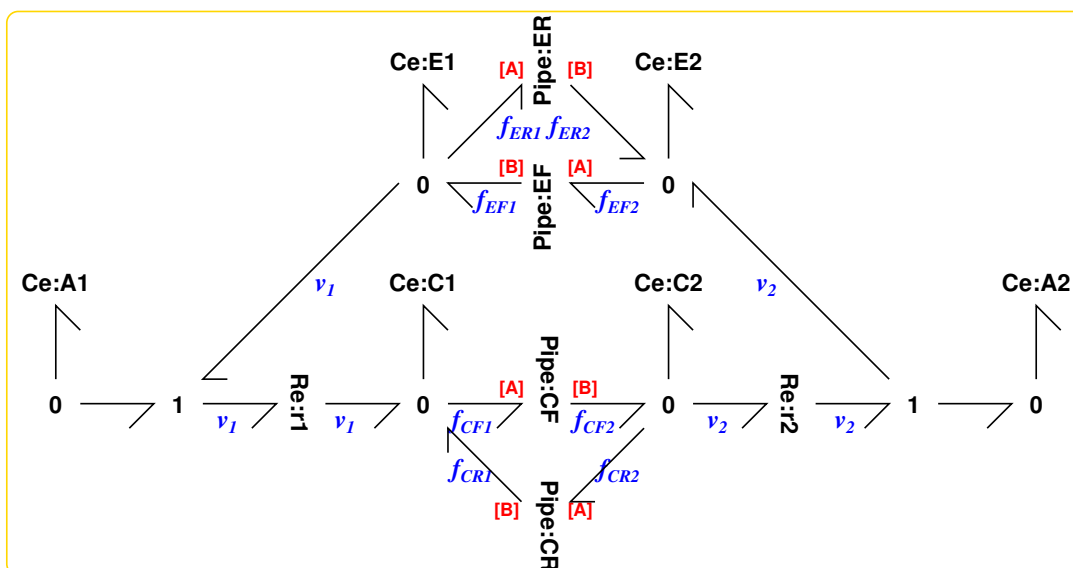 Pipe:ER
Ce:E1
[A]
[B]
Ce:E2
f_ER1 f_ER2
0
[B]
Pipe:EF
[A]
0
f_EF1
f_EF2
Ce:A1
v_1
Ce:C1
Ce:C2
v_2
Ce:A2
0
1
Re:r1
0
[A]
Pipe:CF
[B]
0
Re:r2
1
0
v_1
v_1
f_CF1
f_CF2
v_2
v_2
f_CR1
f_CR2
[B]
Pipe:CR
[A]